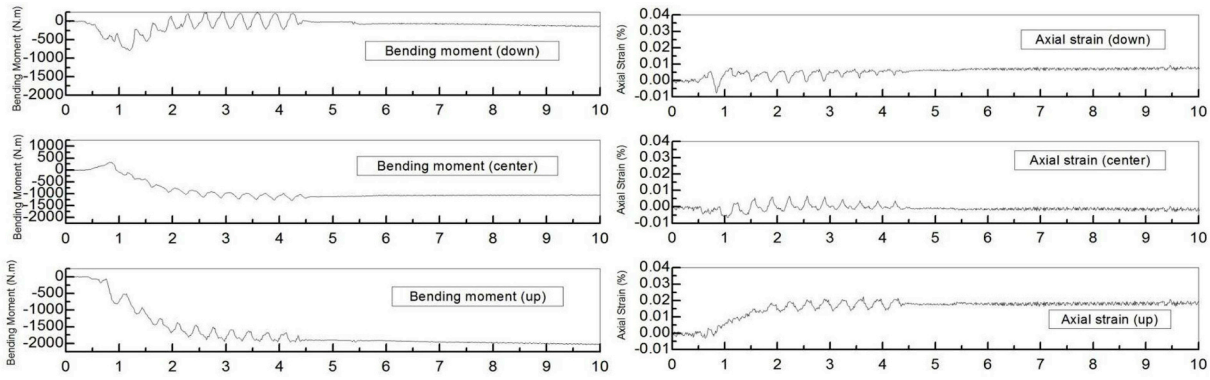 Bending Moment (N.m)
0
-500
-1000
-1500
-2000
Bending moment (down)
0 1 2 3 4 5 6 7 8 9 10
Axial Strain (%)
0.04
0.03
0.02
0.01
0.00
-0.01
Axial strain (down)
0 1 2 3 4 5 6 7 8 9 10
Bending Moment (N.m)
1000
500
0
-500
-1000
-1500
-2000
Bending moment (center)
0 1 2 3 4 5 6 7 8 9 10
Axial Strain (%)
0.04
0.03
0.02
0.01
0.00
-0.01
Axial strain (center)
0 1 2 3 4 5 6 7 8 9 10
Bending Moment (N.m)
0
-500
-1000
-1500
-2000
Bending moment (up)
0 1 2 3 4 5 6 7 8 9 10
Axial Strain (%)
0.04
0.03
0.02
0.01
0.00
-0.01
Axial strain (up)
0 1 2 3 4 5 6 7 8 9 10